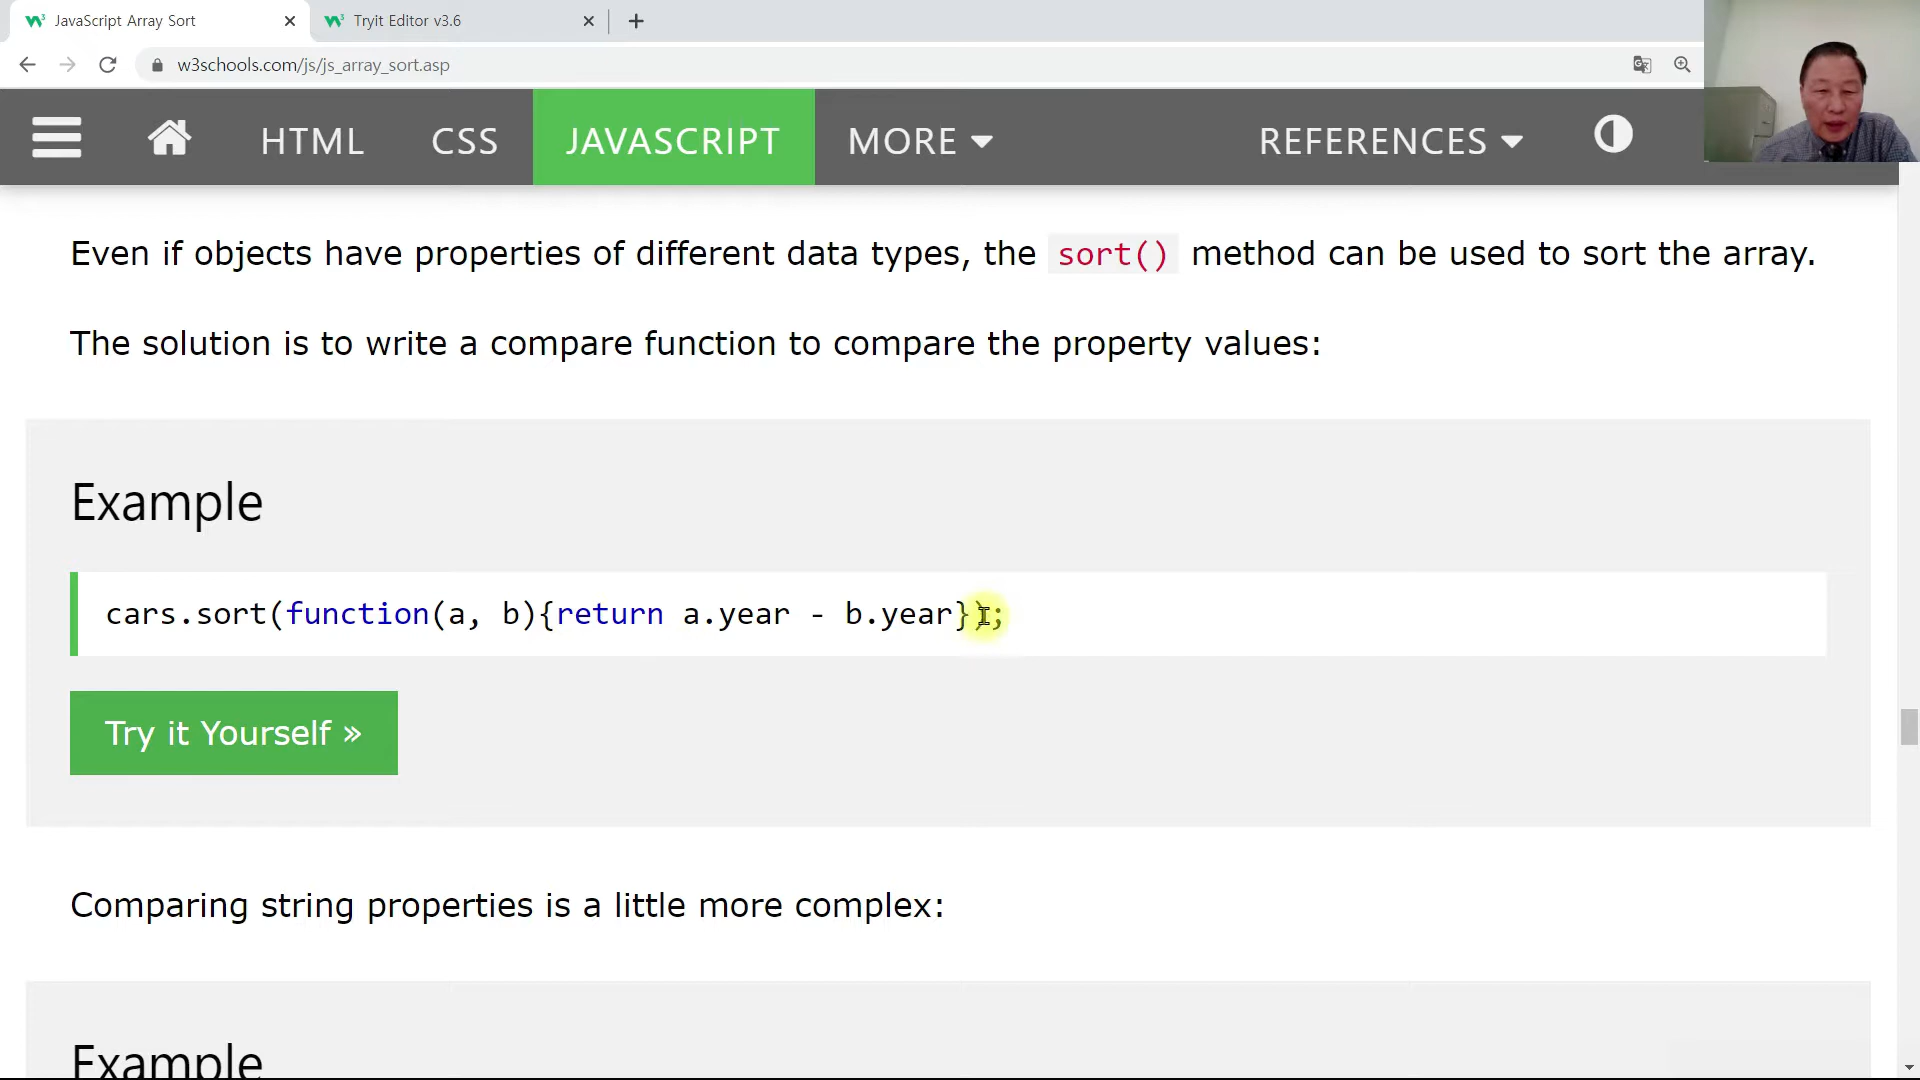 JavaScript Array Sort
Tryit Editor v3.6
w3schools.com/js/js_array_sort.asp
HTML CSS JAVASCRIPT MORE REFERENCES
Even if objects have properties of different data types, the sort() method can be used to sort the array.
The solution is to write a compare function to compare the property values:
Example
cars.sort(function(a, b){return a.year - b.year});
Try it Yourself »
Comparing string properties is a little more complex:
Example